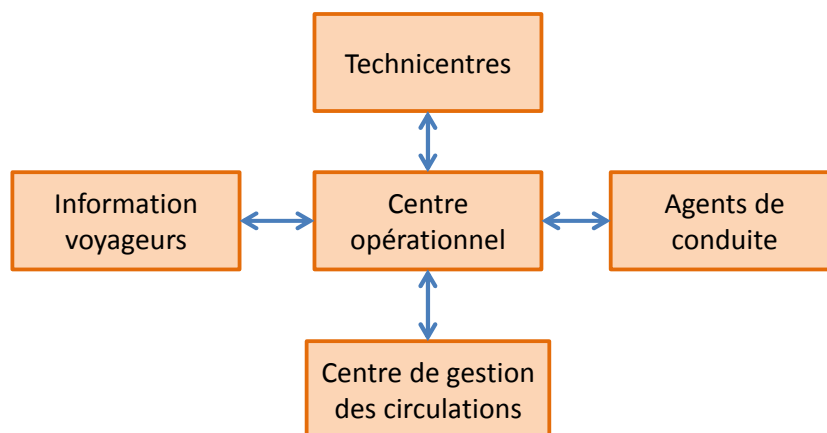 Technicentres
Information
voyageurs
Centre
opérationnel
Agents de
conduite
Centre de gestion
des circulations